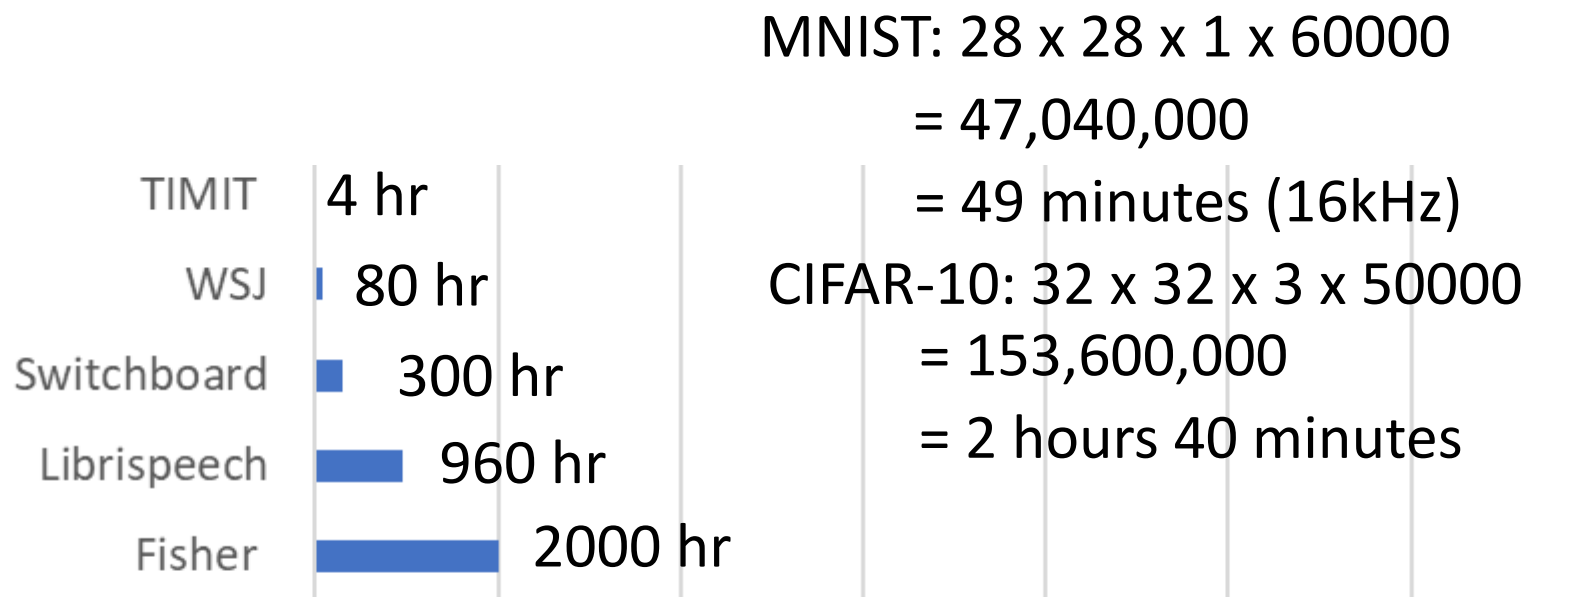 MNIST: 28 x 28 x 1 x 60000
= 47,040,000
= 49 minutes (16kHz)
CIFAR-10: 32 x 32 x 3 x 50000
= 153,600,000
= 2 hours 40 minutes
TIMIT 4 hr
WSJ 80 hr
Switchboard 300 hr
Librispeech 960 hr
Fisher 2000 hr